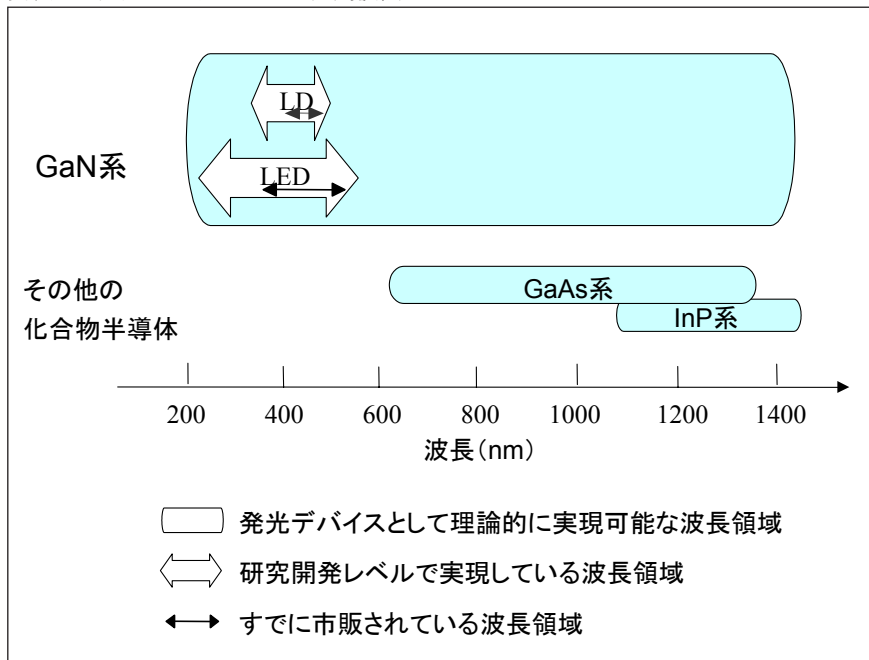 LD
GaN系
LED
その他の
化合物半導体
GaAs系
InP系
200 400 600 800 1000 1200 1400
波長（nm）
発光デバイスとして理論的に実現可能な波長領域
研究開発レベルで実現している波長領域
すでに市販されている波長領域